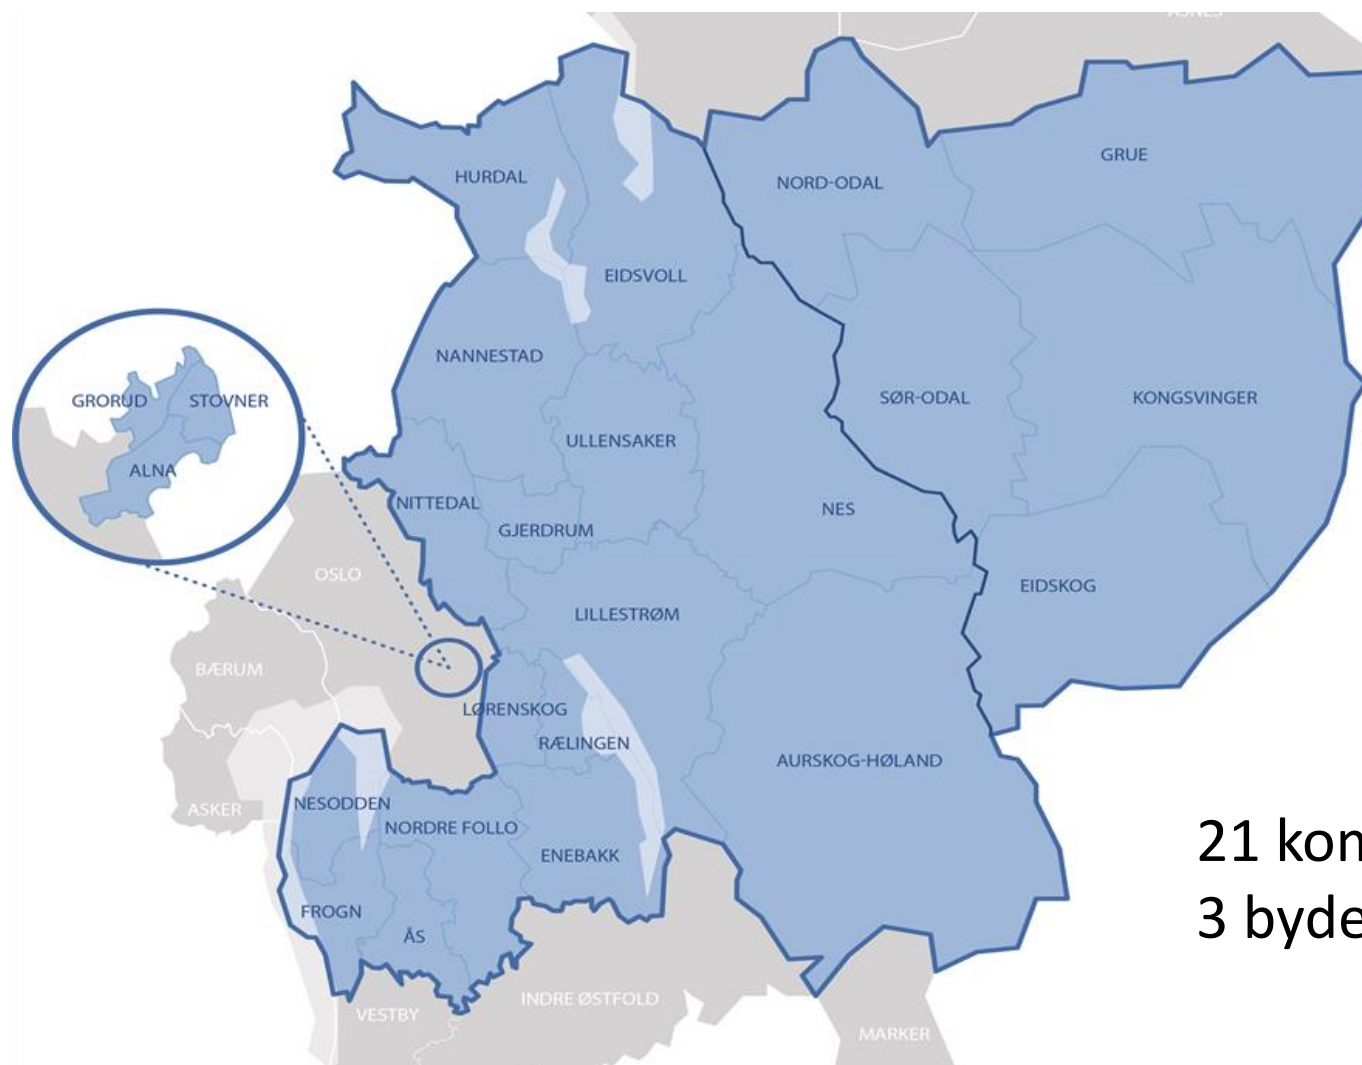 ÅSNES
HURDAL
NORD-ODAL
GRUE
EIDSVOLL
NANNESTAD
GRORUD
STOVNER
ALNA
SØR-ODAL
KONGSVINGER
ULLENSAKER
NITTEDAL
GJERDRUM
NES
OSLO
EIDSKOG
LILLESTRØM
BÆRUM
LØRENSKOG
RÆLINGEN
AURSKOG-HØLAND
ASKER
NESODDEN
NORDRE FOLLO
ENEBAKK
FROGN
ÅS
INDRE ØSTFOLD
VESTBY
MARKER
21 kon
3 byde